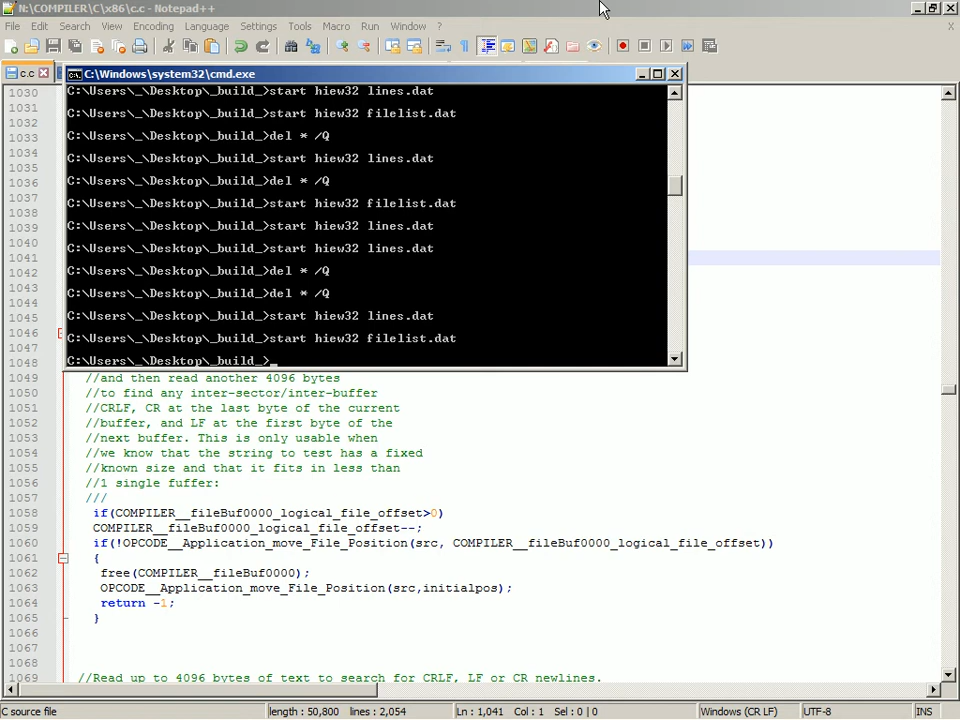 N:\COMPILER\C\x86\c.c - Notepad++
File Edit Search View Encoding Language Settings Tools Macro Run Window ?
X
c.c
C:\Windows\system32\cmd.exe
C:\Users\_\Desktop\_build_>start hiew32 lines.dat
C:\Users\_\Desktop\_build_>start hiew32 filelist.dat
C:\Users\_\Desktop\_build_>del * /Q
C:\Users\_\Desktop\_build_>start hiew32 lines.dat
C:\Users\_\Desktop\_build_>del * /Q
C:\Users\_\Desktop\_build_>start hiew32 filelist.dat
C:\Users\_\Desktop\_build_>start hiew32 lines.dat
C:\Users\_\Desktop\_build_>start hiew32 lines.dat
C:\Users\_\Desktop\_build_>del * /Q
C:\Users\_\Desktop\_build_>del * /Q
C:\Users\_\Desktop\_build_>start hiew32 lines.dat
C:\Users\_\Desktop\_build_>start hiew32 filelist.dat
C:\Users\_\Desktop\_build_>_
1030
1031
1032
1033
1034
1035
1036
1037
1038
1039
1040
1041
1042
1043
1044
1045
1046
1047
1048
1049 //and then read another 4096 bytes
1050 //to find any inter-sector/inter-buffer
1051 //CRLF, CR at the last byte of the current
1052 //buffer, and LF at the first byte of the
1053 //next buffer. This is only usable when
1054 //we know that the string to test has a fixed
1055 //known size and that it fits in less than
1056 //1 single fuffer:
1057 ///
1058 if(COMPILER__fileBuf0000_logical_file_offset>0)
1059 COMPILER__fileBuf0000_logical_file_offset--;
1060 if(!OPCODE__Application_move_File_Position(src, COMPILER__fileBuf0000_logical_file_offset))
1061 {
1062 free(COMPILER__fileBuf0000);
1063 OPCODE__Application_move_File_Position(src,initialpos);
1064 return -1;
1065 }
1066
1067
1068
1069 //Read up to 4096 bytes of text to search for CRLF, LF or CR newlines.
C source file length : 50,800 lines : 2,054 Ln : 1,041 Col : 1 Sel : 0 | 0 Windows (CR LF) UTF-8 INS